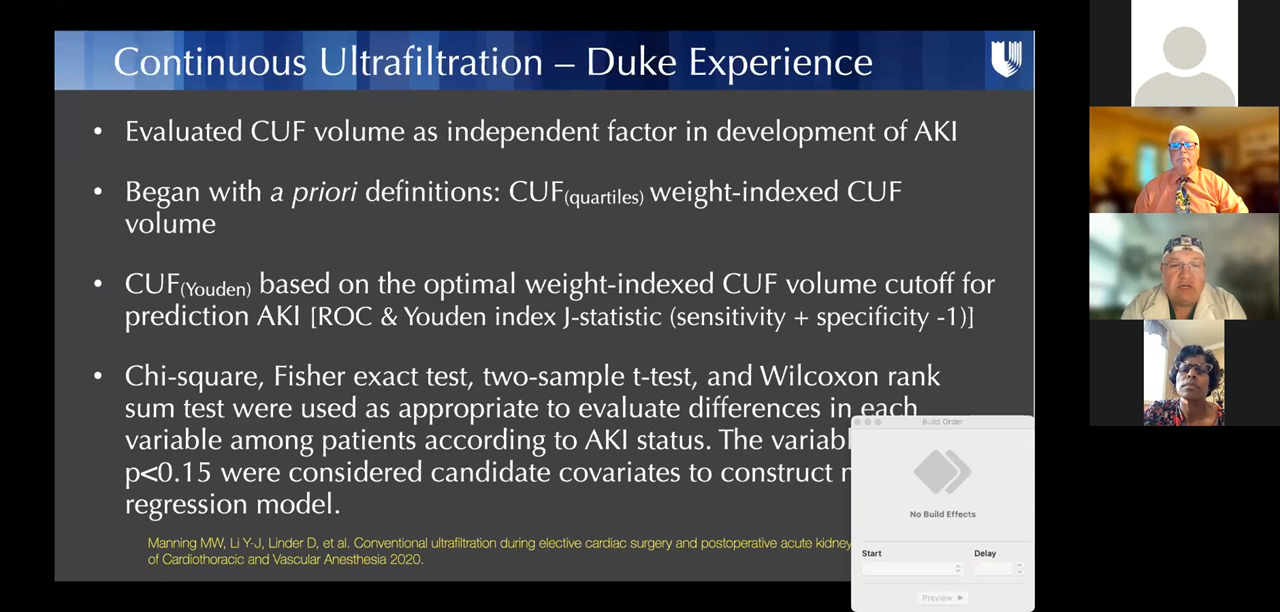 Continuous Ultrafiltration – Duke Experience
• Evaluated CUF volume as independent factor in development of AKI
• Began with a priori definitions: CUF(quartiles) weight-indexed CUF
volume
• CUF(Youden) based on the optimal weight-indexed CUF volume cutoff for
prediction AKI [ROC & Youden index J-statistic (sensitivity + specificity -1)]
• Chi-square, Fisher exact test, two-sample t-test, and Wilcoxon rank
sum test were used as appropriate to evaluate differences in each
variable among patients according to AKI status. The
p<0.15 were considered candidate covariates to construct
regression model.
Manning MW, Li Y-J, Linder D, et al. Conventional ultrafiltration during elective cardiac surgery and postoperative acute kidney
of Cardiothoracic and Vascular Anesthesia 2020.
Build Order
No Build Effects
Start Delay
Preview